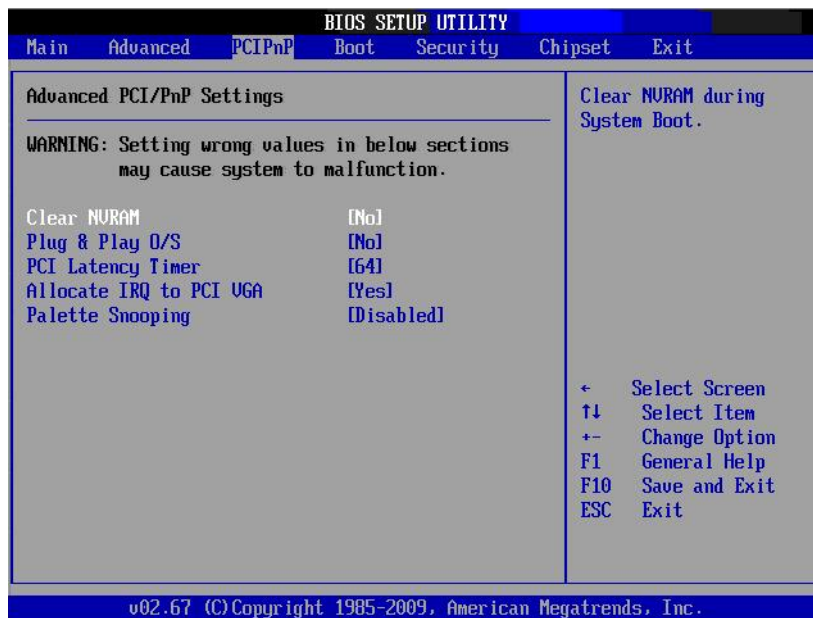 BIOS SETUP UTILITY
Main Advanced PCIPnP Boot Security Chipset Exit
Advanced PCI/PnP Settings
WARNING: Setting wrong values in below sections
may cause system to malfunction.
Clear NVRAM [No]
Plug & Play O/S [No]
PCI Latency Timer [64]
Allocate IRQ to PCI VGA [Yes]
Palette Snooping [Disabled]
Clear NVRAM during
System Boot.
← Select Screen
↑↓ Select Item
+- Change Option
F1 General Help
F10 Save and Exit
ESC Exit
v02.67 (C)Copyright 1985-2009, American Megatrends, Inc.